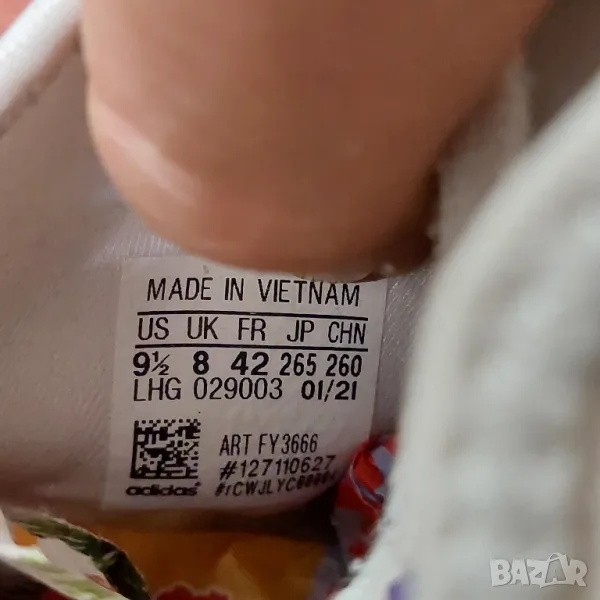 MADE IN VIETNAM
US UK FR JP CHN
9½ 8 42 265 260
LHG 029003 01/21
ART FY3666
#127110627
adidas
BAZAR